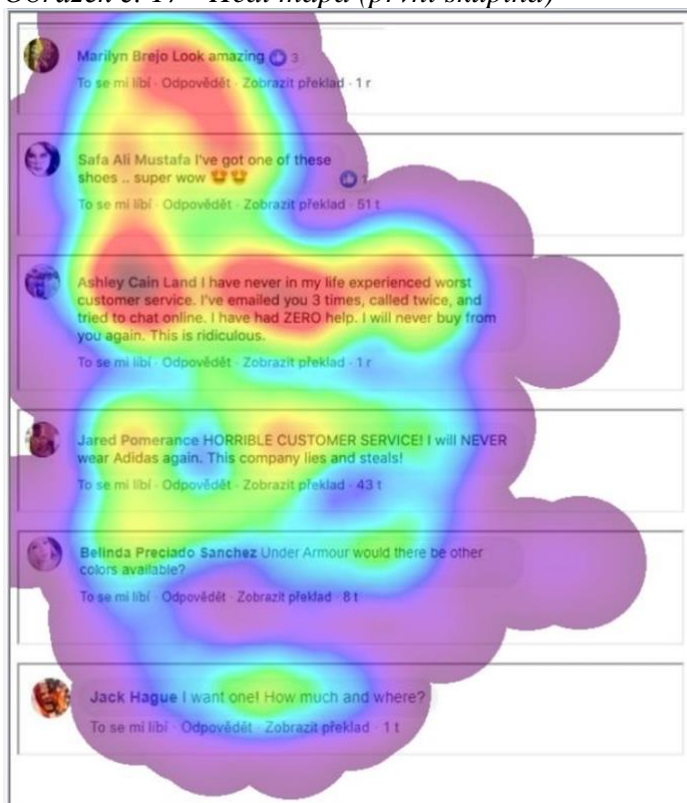 Obrázek č. 17 - Heat mapa (první skupina)
Marilyn Brejo Look amazing 3
To se mi líbí · Odpovědět · Zobrazit překlad · 1 r
Safa Ali Mustafa I've got one of these
shoes .. super wow 😍😍 1
To se mi líbí · Odpovědět · Zobrazit překlad · 51 t
Ashley Cain Land I have never in my life experienced worst
customer service. I've emailed you 3 times, called twice, and
tried to chat online. I have had ZERO help. I will never buy from
you again. This is ridiculous.
To se mi líbí · Odpovědět · Zobrazit překlad · 1 r
Jared Pomerance HORRIBLE CUSTOMER SERVICE! I will NEVER
wear Adidas again. This company lies and steals!
To se mi líbí · Odpovědět · Zobrazit překlad · 43 t
Belinda Preciado Sanchez Under Armour would there be other
colors available?
To se mi líbí · Odpovědět · Zobrazit překlad · 8 t
Jack Hague I want one! How much and where?
To se mi líbí · Odpovědět · Zobrazit překlad · 1 t